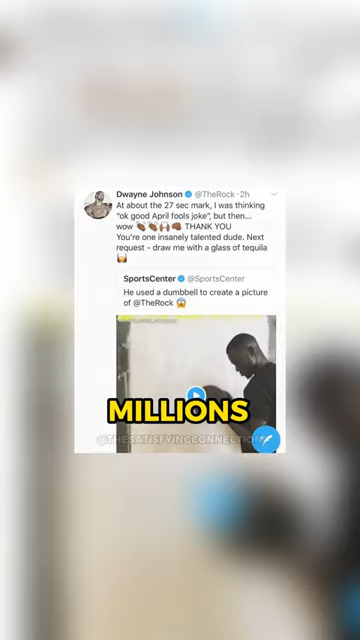 Dwayne Johnson @TheRock · 2h
At about the 27 sec mark, I was thinking
“ok good April fools joke”, but then...
wow 👏🏾👏🏾🙌🏾👊🏾 THANK YOU
You're one insanely talented dude. Next
request - draw me with a glass of tequila
SportsCenter @SportsCenter
He used a dumbbell to create a picture
of @TheRock 😱
MILLIONS
@THESATISFYINGCONNECTION